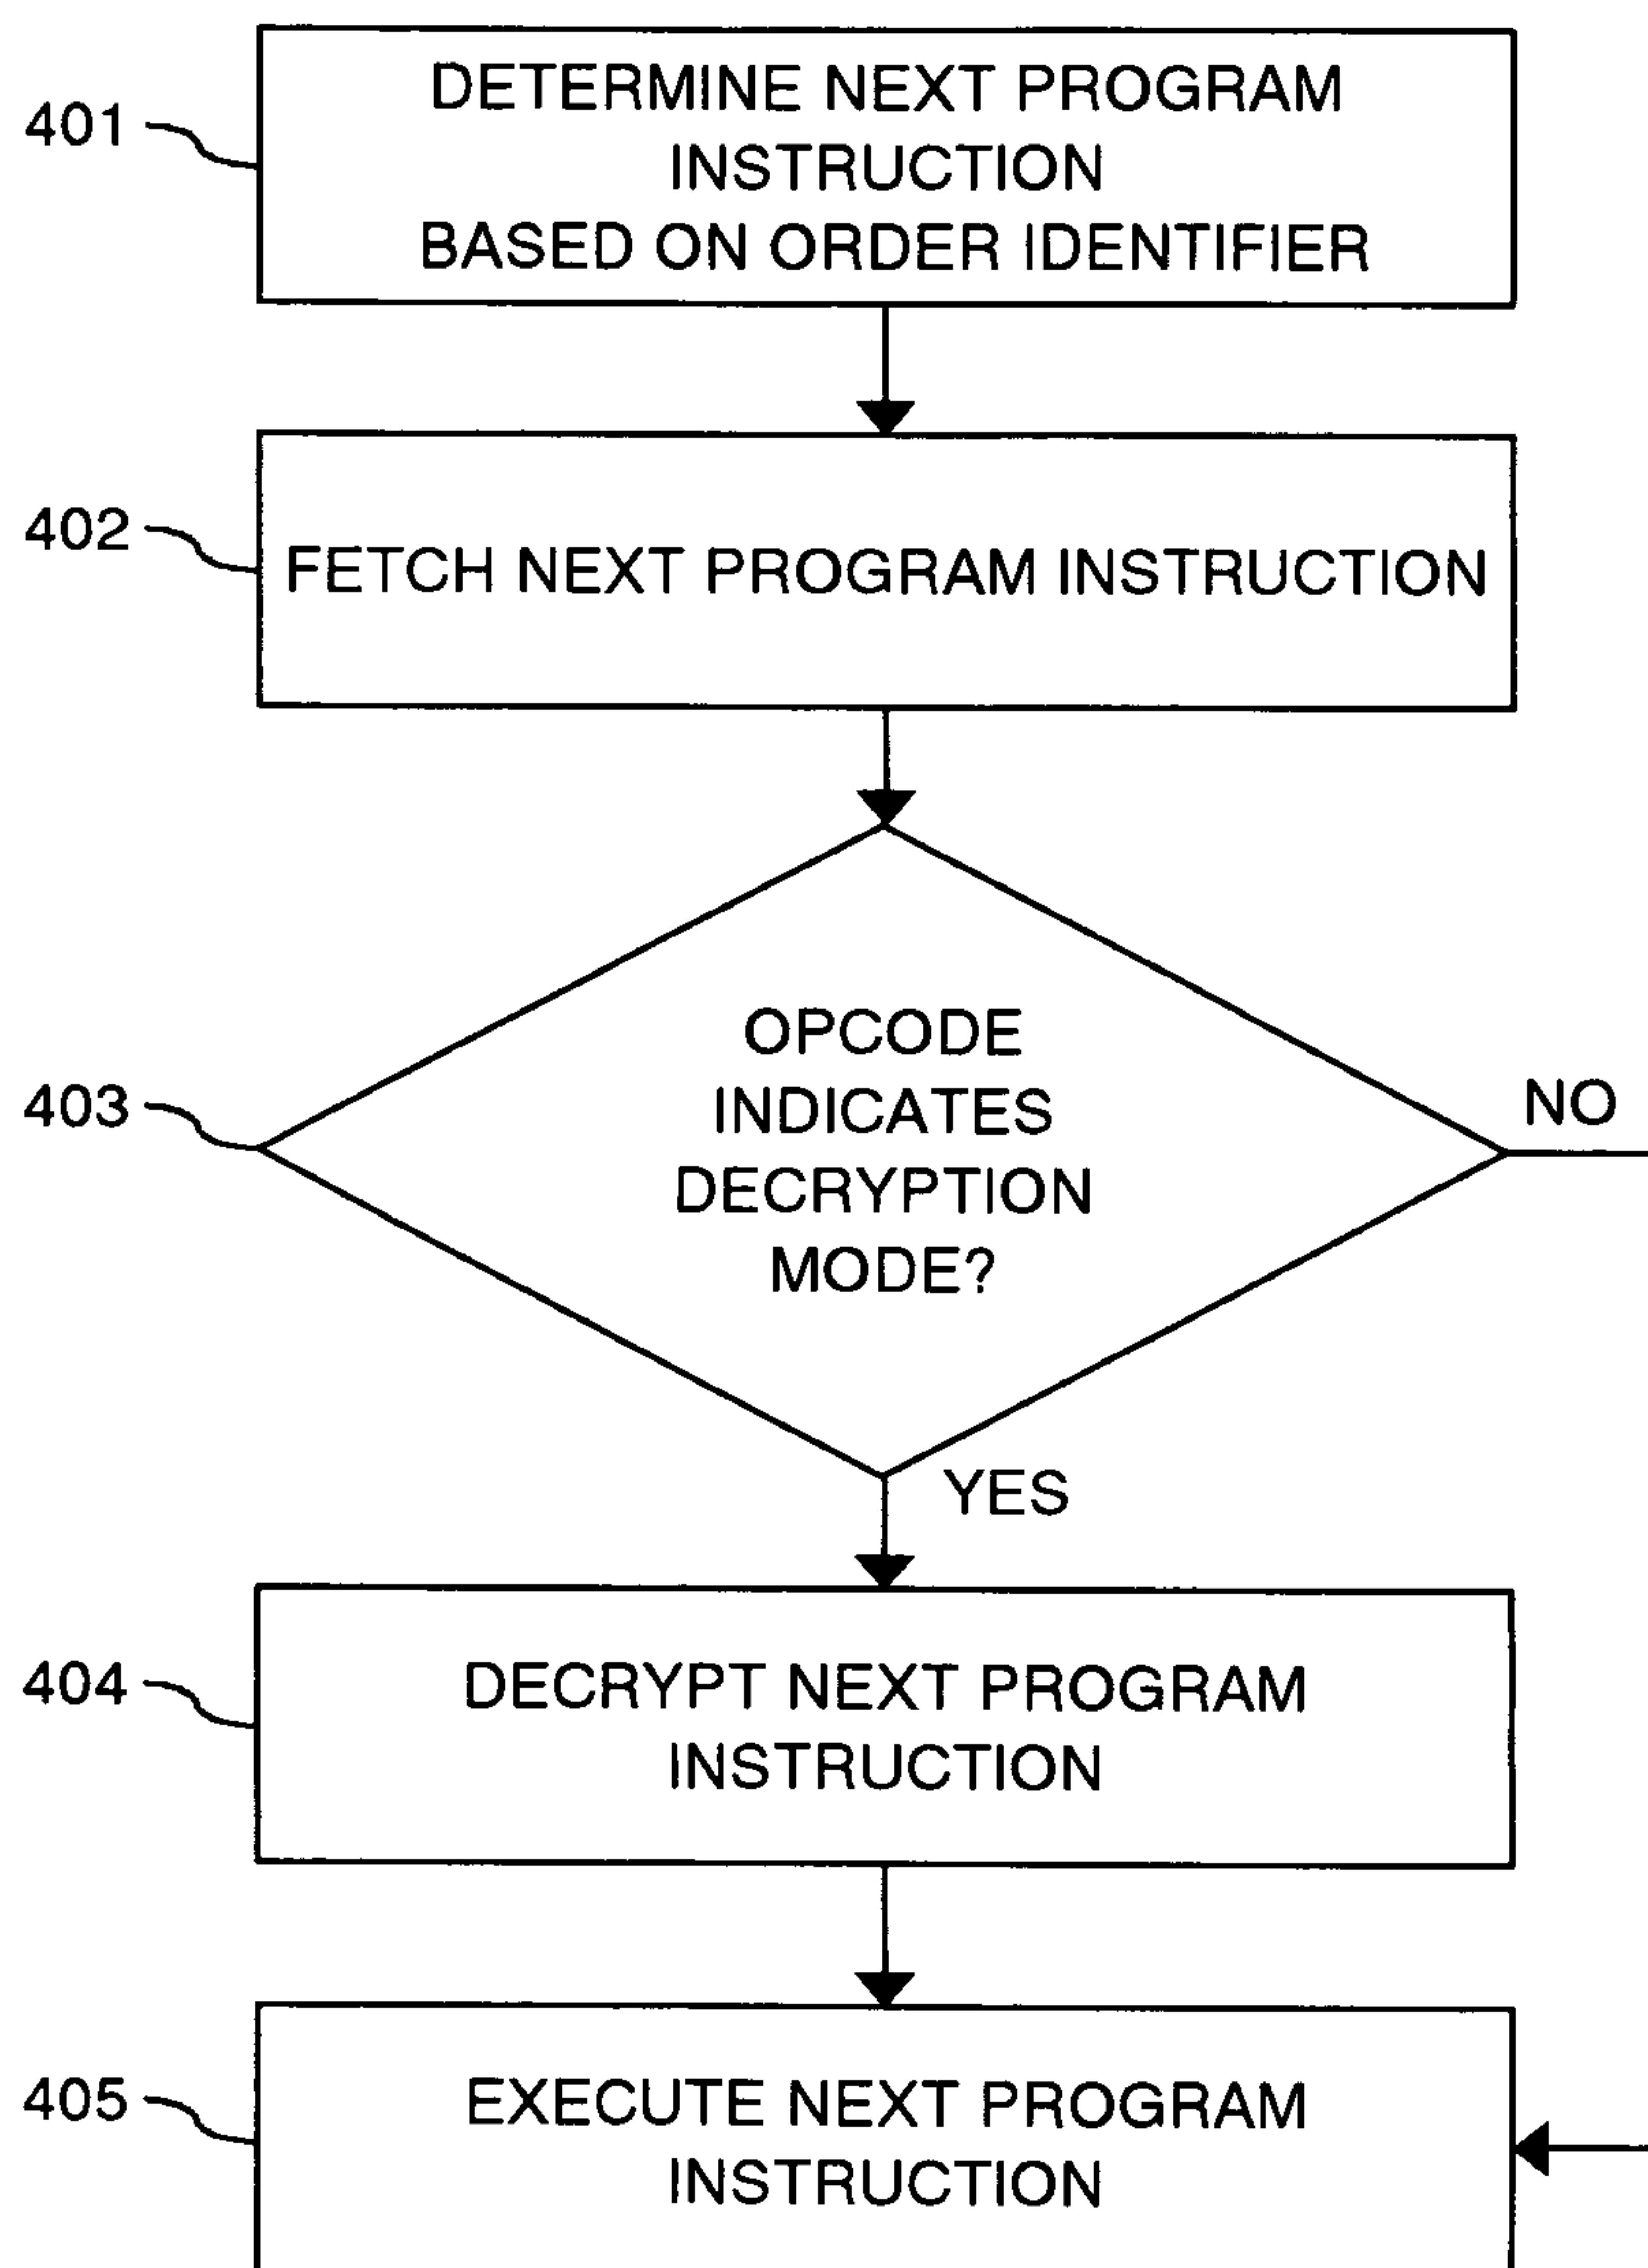 401
DETERMINE NEXT PROGRAM
INSTRUCTION
BASED ON ORDER IDENTIFIER
402
FETCH NEXT PROGRAM INSTRUCTION
403
OPCODE
INDICATES
DECRYPTION
MODE?
NO
YES
404
DECRYPT NEXT PROGRAM
INSTRUCTION
405
EXECUTE NEXT PROGRAM
INSTRUCTION